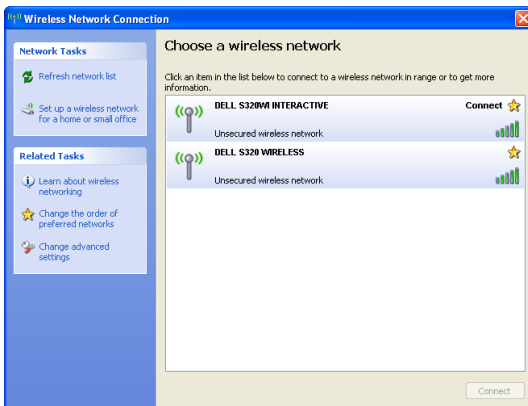 Wireless Network Connection
Network Tasks
Refresh network list
Set up a wireless network
for a home or small office
Related Tasks
Learn about wireless
networking
Change the order of
preferred networks
Change advanced
settings
Choose a wireless network
Click an item in the list below to connect to a wireless network in range or to get more
information.
DELL S320WI INTERACTIVE
Connect
Unsecured wireless network
DELL S320 WIRELESS
Unsecured wireless network
Connect